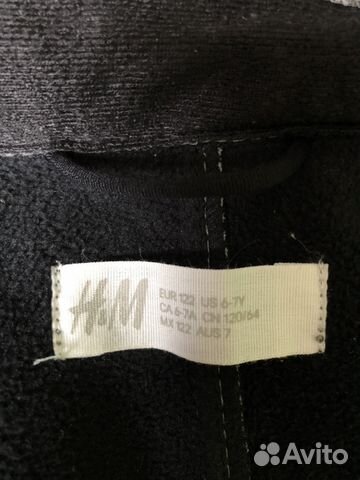 H&M
EUR 122 US 6-7Y
CA 6-7A CN 120/64
MX 122 AUS 7
Avito